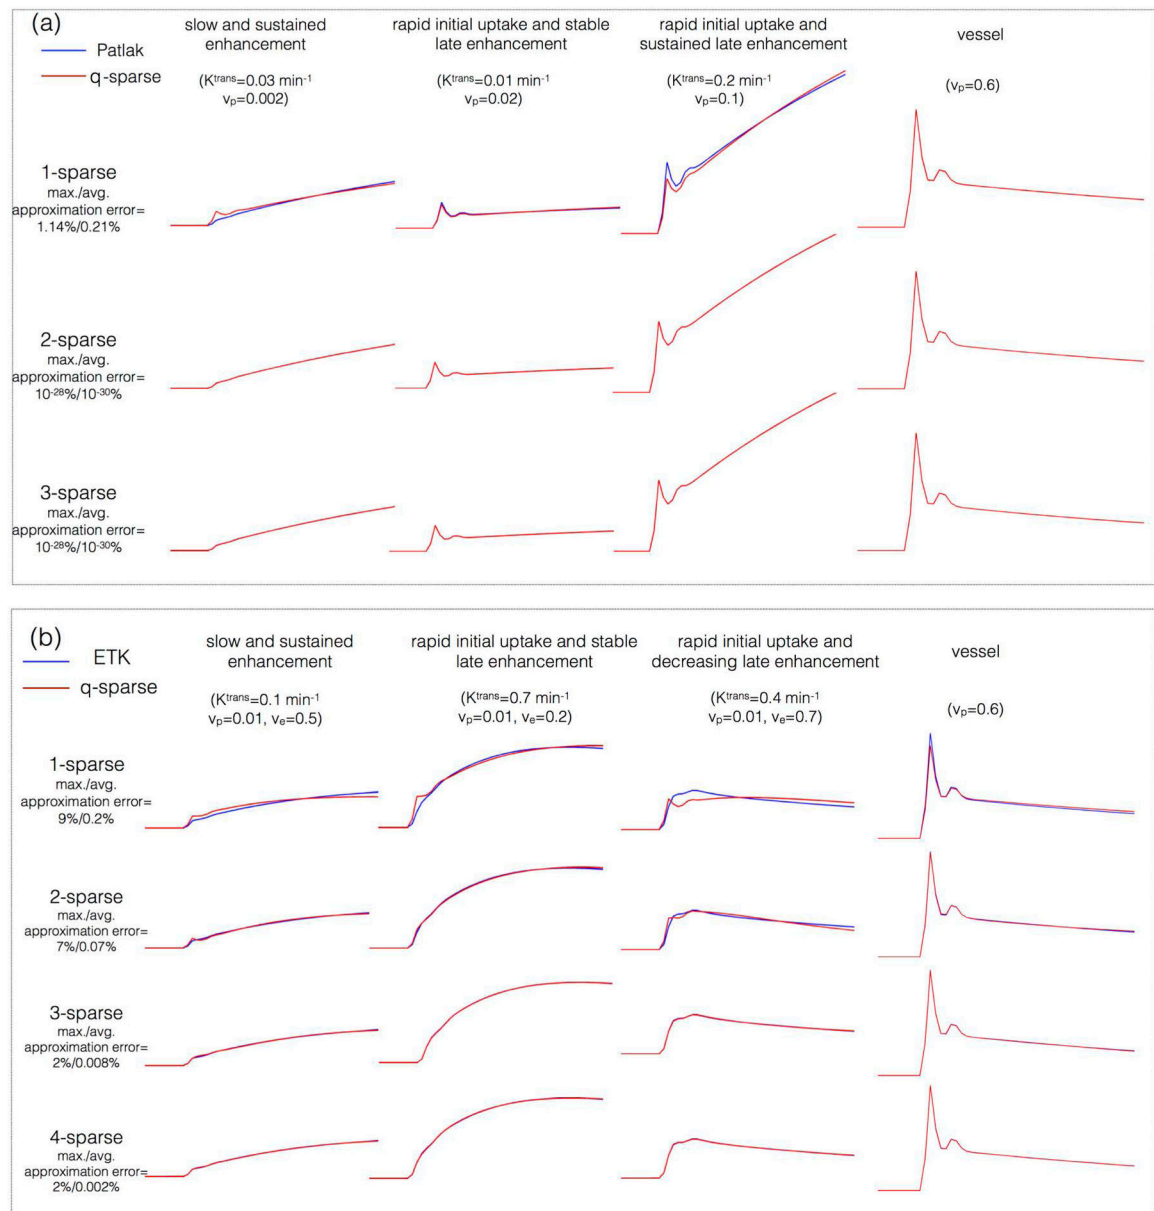 (a)
Patlak
q-sparse
slow and sustained
enhancement
(Kᵗʳᵃⁿˢ=0.03 min⁻¹
vₚ=0.002)
rapid initial uptake and stable
late enhancement
(Kᵗʳᵃⁿˢ=0.01 min⁻¹
vₚ=0.02)
rapid initial uptake and
sustained late enhancement
(Kᵗʳᵃⁿˢ=0.2 min⁻¹
vₚ=0.1)
vessel
(vₚ=0.6)
1-sparse
max./avg.
approximation error=
1.14%/0.21%
2-sparse
max./avg.
approximation error=
10⁻²⁸%/10⁻³⁰%
3-sparse
max./avg.
approximation error=
10⁻²⁸%/10⁻³⁰%
(b)
ETK
q-sparse
slow and sustained
enhancement
(Kᵗʳᵃⁿˢ=0.1 min⁻¹
vₚ=0.01, vₑ=0.5)
rapid initial uptake and stable
late enhancement
(Kᵗʳᵃⁿˢ=0.7 min⁻¹
vₚ=0.01, vₑ=0.2)
rapid initial uptake and
decreasing late enhancement
(Kᵗʳᵃⁿˢ=0.4 min⁻¹
vₚ=0.01, vₑ=0.7)
vessel
(vₚ=0.6)
1-sparse
max./avg.
approximation error=
9%/0.2%
2-sparse
max./avg.
approximation error=
7%/0.07%
3-sparse
max./avg.
approximation error=
2%/0.008%
4-sparse
max./avg.
approximation error=
2%/0.002%